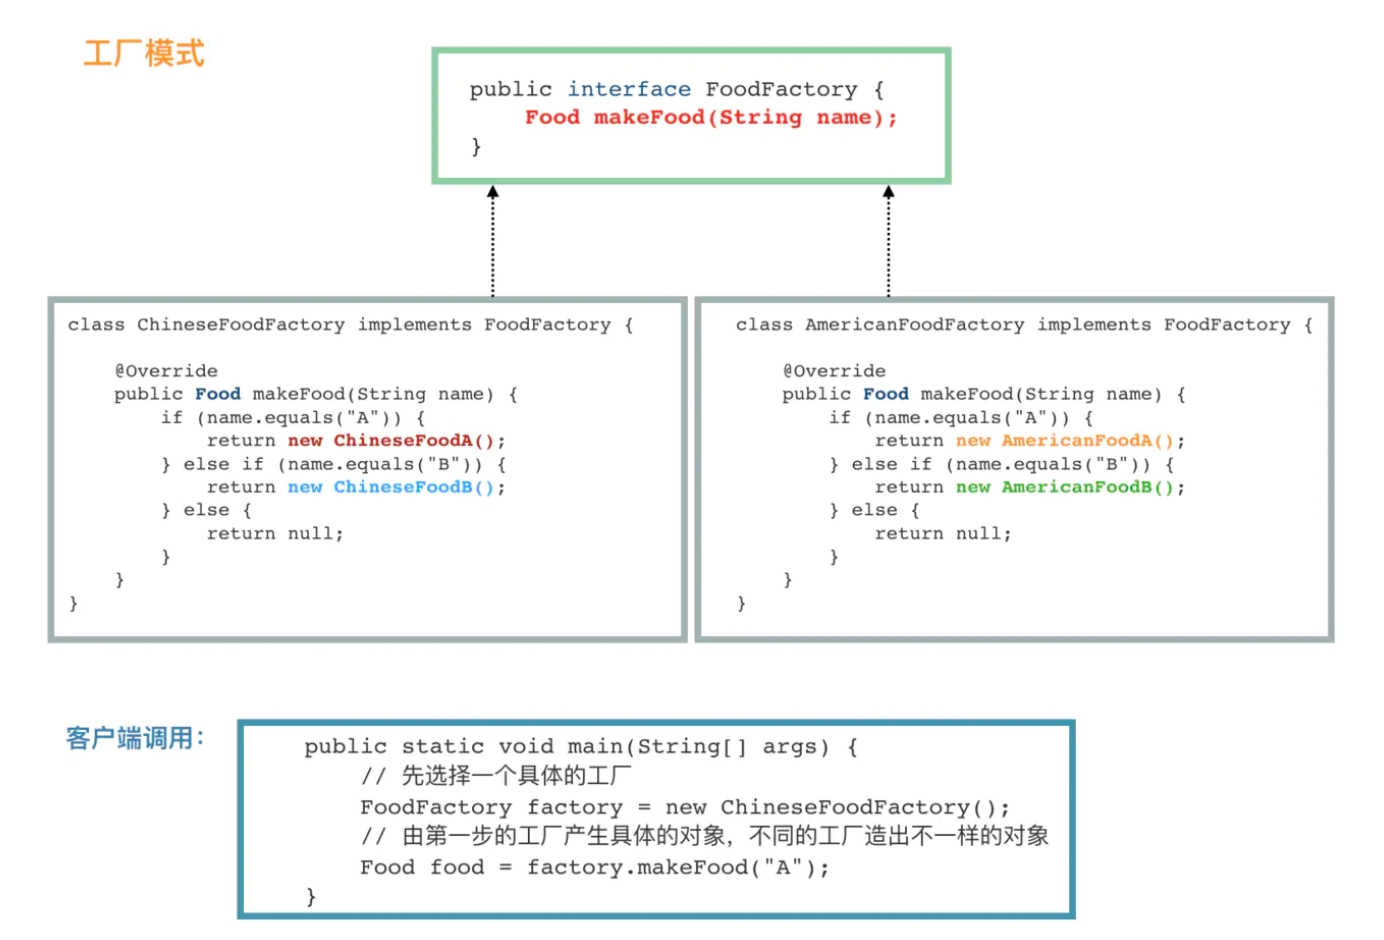 工厂模式
public interface FoodFactory {
    Food makeFood(String name);
}
class ChineseFoodFactory implements FoodFactory {
    @Override
    public Food makeFood(String name) {
        if (name.equals("A")) {
            return new ChineseFoodA();
        } else if (name.equals("B")) {
            return new ChineseFoodB();
        } else {
            return null;
        }
    }
}
class AmericanFoodFactory implements FoodFactory {
    @Override
    public Food makeFood(String name) {
        if (name.equals("A")) {
            return new AmericanFoodA();
        } else if (name.equals("B")) {
            return new AmericanFoodB();
        } else {
            return null;
        }
    }
}
客户端调用：
public static void main(String[] args) {
    // 先选择一个具体的工厂
    FoodFactory factory = new ChineseFoodFactory();
    // 由第一步的工厂产生具体的对象，不同的工厂造出不一样的对象
    Food food = factory.makeFood("A");
}